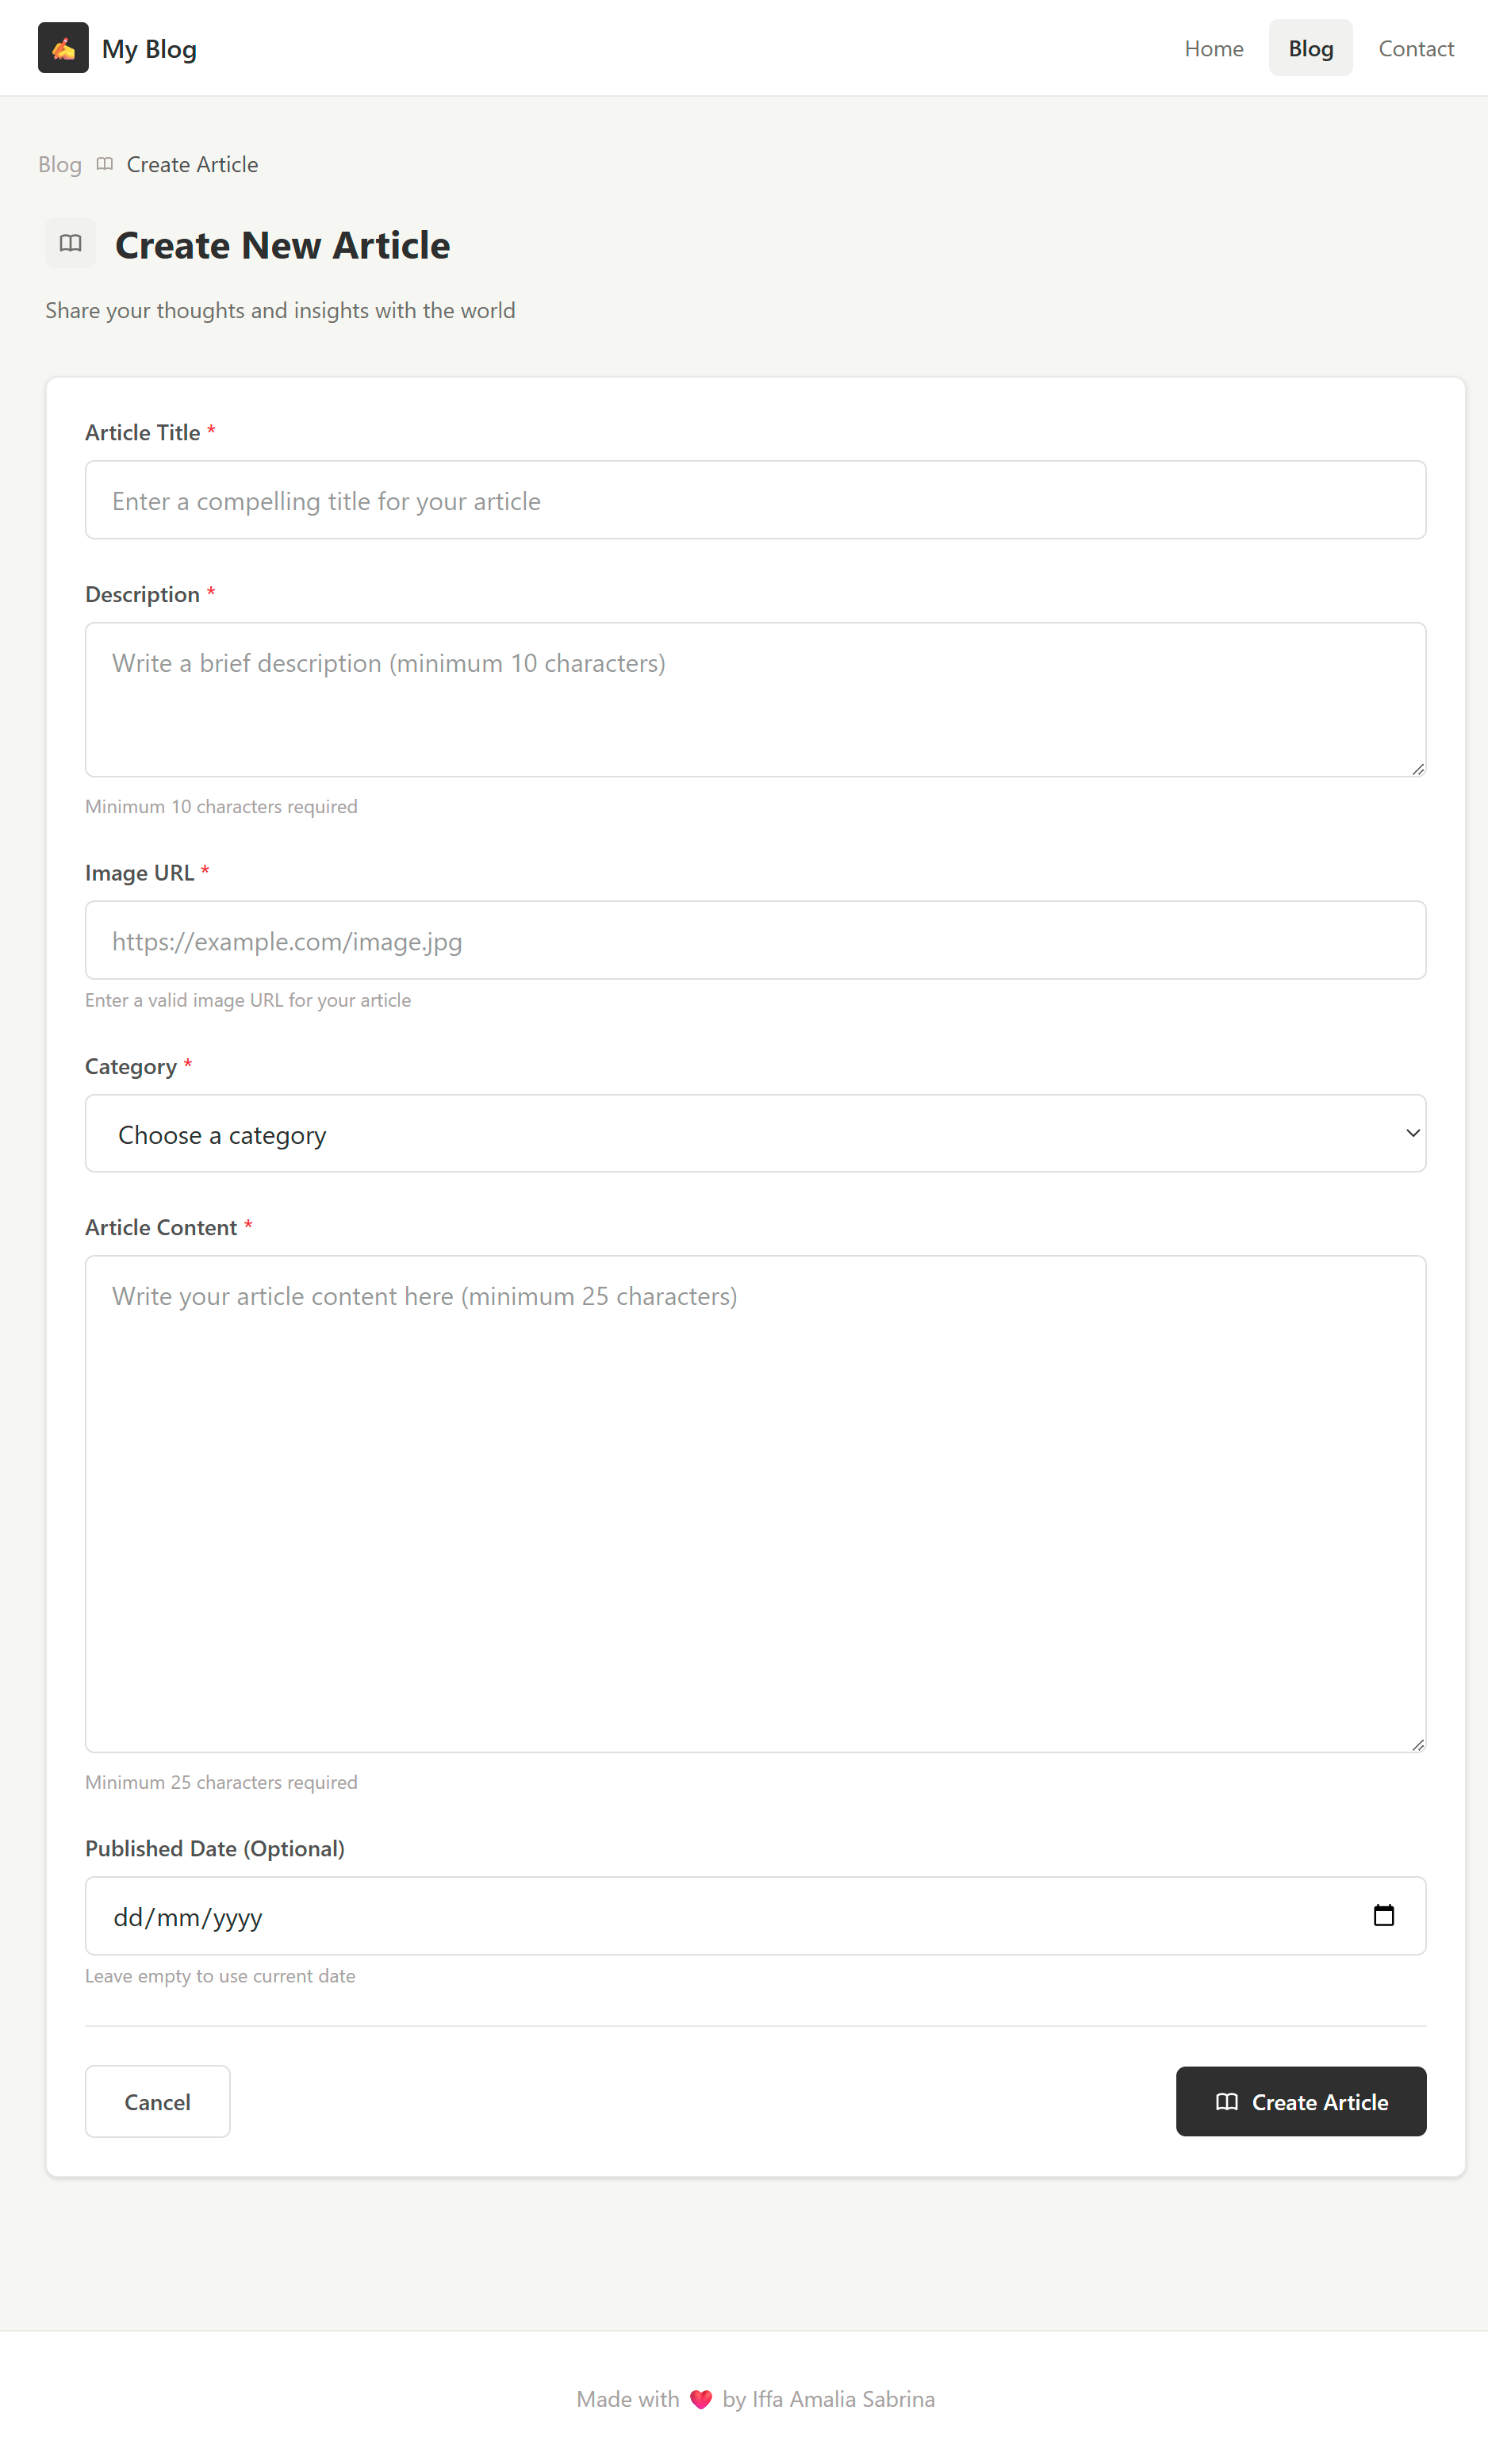 My Blog
Home
Blog
Contact
Blog
Create Article
Create New Article
Share your thoughts and insights with the world
Article Title *
Enter a compelling title for your article
Description *
Write a brief description (minimum 10 characters)
Minimum 10 characters required
Image URL *
https://example.com/image.jpg
Enter a valid image URL for your article
Category *
Choose a category
Article Content *
Write your article content here (minimum 25 characters)
Minimum 25 characters required
Published Date (Optional)
dd/mm/yyyy
Leave empty to use current date
Cancel
Create Article
Made with ❤️ by Iffa Amalia Sabrina